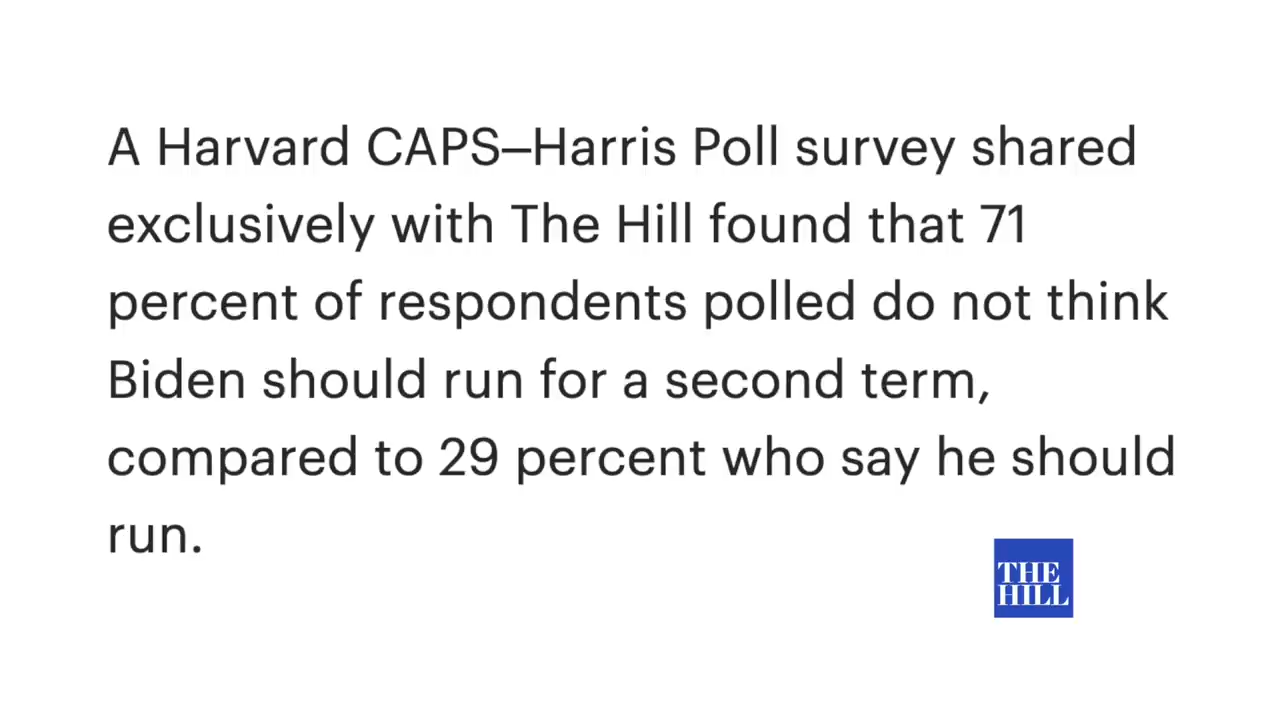 A Harvard CAPS–Harris Poll survey shared
exclusively with The Hill found that 71
percent of respondents polled do not think
Biden should run for a second term,
compared to 29 percent who say he should
run.
THE
HILL